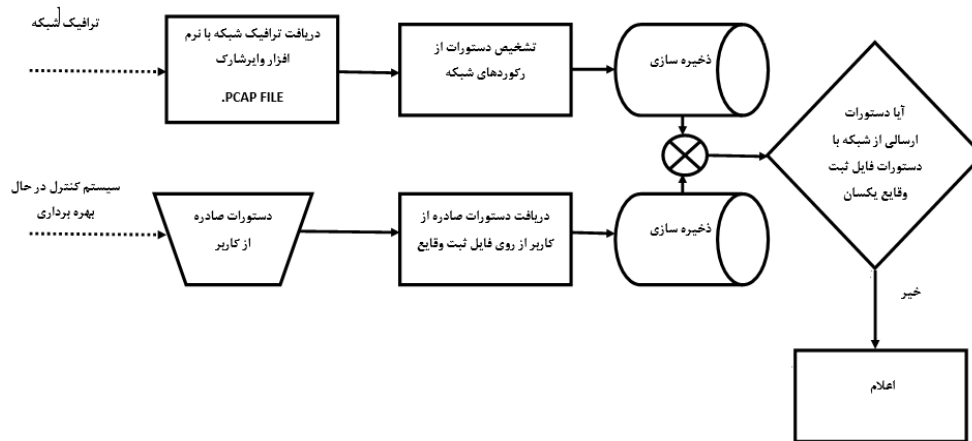 ترافیک شبکه
دریافت ترافیک شبکه با نرم
افزار وایرشارک
.PCAP FILE
تشخیص دستورات از
رکوردهای شبکه
ذخیره سازی
آیا دستورات
ارسالی از شبکه با
دستورات فایل ثبت
وقایع یکسان
سیستم کنترل در حال
بهره برداری
دستورات صادره
از کاربر
دریافت دستورات صادره از
کاربر از روی فایل ثبت وقایع
ذخیره سازی
خیر
اعلام